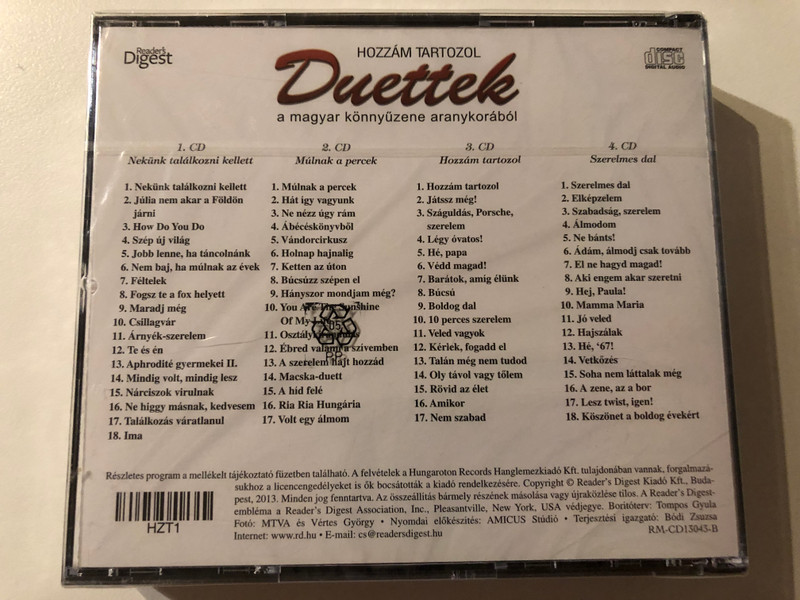 Reader's
Digest
HOZZÁM TARTOZOL
Duettek
a magyar könnyűzene aranykorából
COMPACT
disc
DIGITAL AUDIO
1. CD
Nekünk találkozni kellett
1. Nekünk találkozni kellett
2. Júlia nem akar a Földön
járni
3. How Do You Do
4. Szép új világ
5. Jobb lenne, ha táncolnánk
6. Nem baj, ha múlnak az évek
7. Féltelek
8. Fogsz te a fox helyett
9. Maradj még
10. Csillagvár
11. Árnyék-szerelem
12. Te és én
13. Aphrodité gyermekei II.
14. Mindig volt, mindig lesz
15. Nárciszok virulnak
16. Ne higgy másnak, kedvesem
17. Találkozás váratlanul
18. Ima
2. CD
Múlnak a percek
1. Múlnak a percek
2. Hát így vagyunk
3. Ne nézz úgy rám
4. Ábécéskönyvből
5. Vándorcirkusz
6. Holnap hajnalig
7. Ketten az úton
8. Búcsúzz szépen el
9. Hányszor mondjam még?
10. You Are The Sunshine
Of My
11.
12. Ébred valami a szívemben
13. A szerelem hajt hozzád
14. Macska-duett
15. A híd felé
16. Ria Ria Hungária
17. Volt egy álmom
05
PP
3. CD
Hozzám tartozol
1. Hozzám tartozol
2. Játssz még!
3. Száguldás, Porsche,
szerelem
4. Légy óvatos!
5. Hé, papa
6. Védd magad!
7. Barátok, amíg élünk
8. Búcsú
9. Boldog dal
10. 10 perces szerelem
11. Veled vagyok
12. Kériek, fogadd el
13. Talán még nem tudod
14. Oly távol vagy tőlem
15. Rövid az élet
16. Amikor
17. Nem szabad
4. CD
Szerelmes dal
1. Szerelmes dal
2. Elképzelem
3. Szabadság, szerelem
4. Álmodom
5. Ne bánts!
6. Ádám, álmodj csak tovább
7. El ne hagyd magad!
8. Aki engem akar szeretni
9. Hej, Paula!
10. Mamma Maria
11. Jó veled
12. Hajszálak
13. Hé, '67!
14. Vetkőzés
15. Soha nem láttalak még
16. A zene, az a bor
17. Lesz twist, igen!
18. Köszönet a boldog évekért
Részletes program a mellékelt tájékoztató füzetben található. A felvételek a Hungaroton Records Hanglemezkiadó Kft. tulajdonában vannak, forgalmazá-
sukhoz a licencengedélyeket is ők bocsátották a kiadó rendelkezésére. Copyright © Reader's Digest Kiadó Kft., Buda-
pest, 2013. Minden jog fenntartva. Az összeállítás bármely részének másolása vagy újraközlése tilos. A Reader's Digest-
embléma a Reader's Digest Association, Inc., Pleasantville, New York, USA védjegye. Borítóterv: Tompos Gyula
Fotó: MTVA és Vértes György • Nyomdai előkészítés: AMICUS Stúdió • Terjesztési igazgató: Bódi Zsuzsa
Internet: www.rd.hu • E-mail: cs@readersdigest.hu
RM-CD13043-B
HZT1